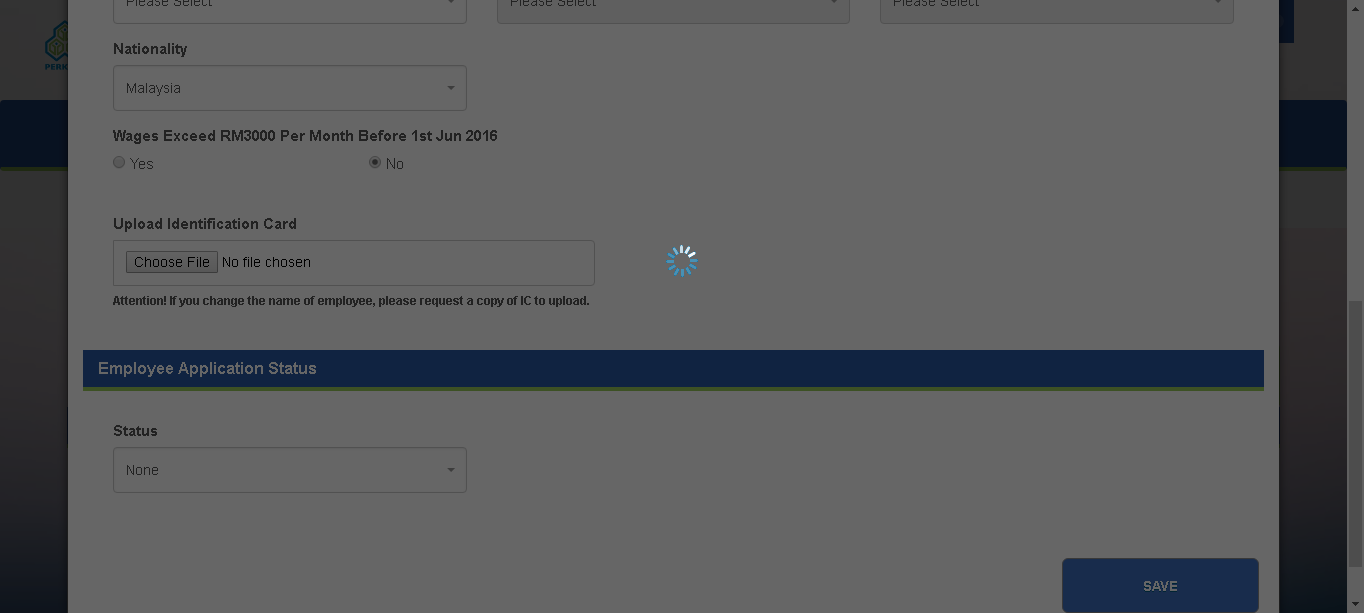 Please Select
Please Select
Please Select
PERK
Nationality
Malaysia
Wages Exceed RM3000 Per Month Before 1st Jun 2016
Yes
No
Upload Identification Card
Choose File No file chosen
Attention! If you change the name of employee, please request a copy of IC to upload.
Employee Application Status
Status
None
SAVE